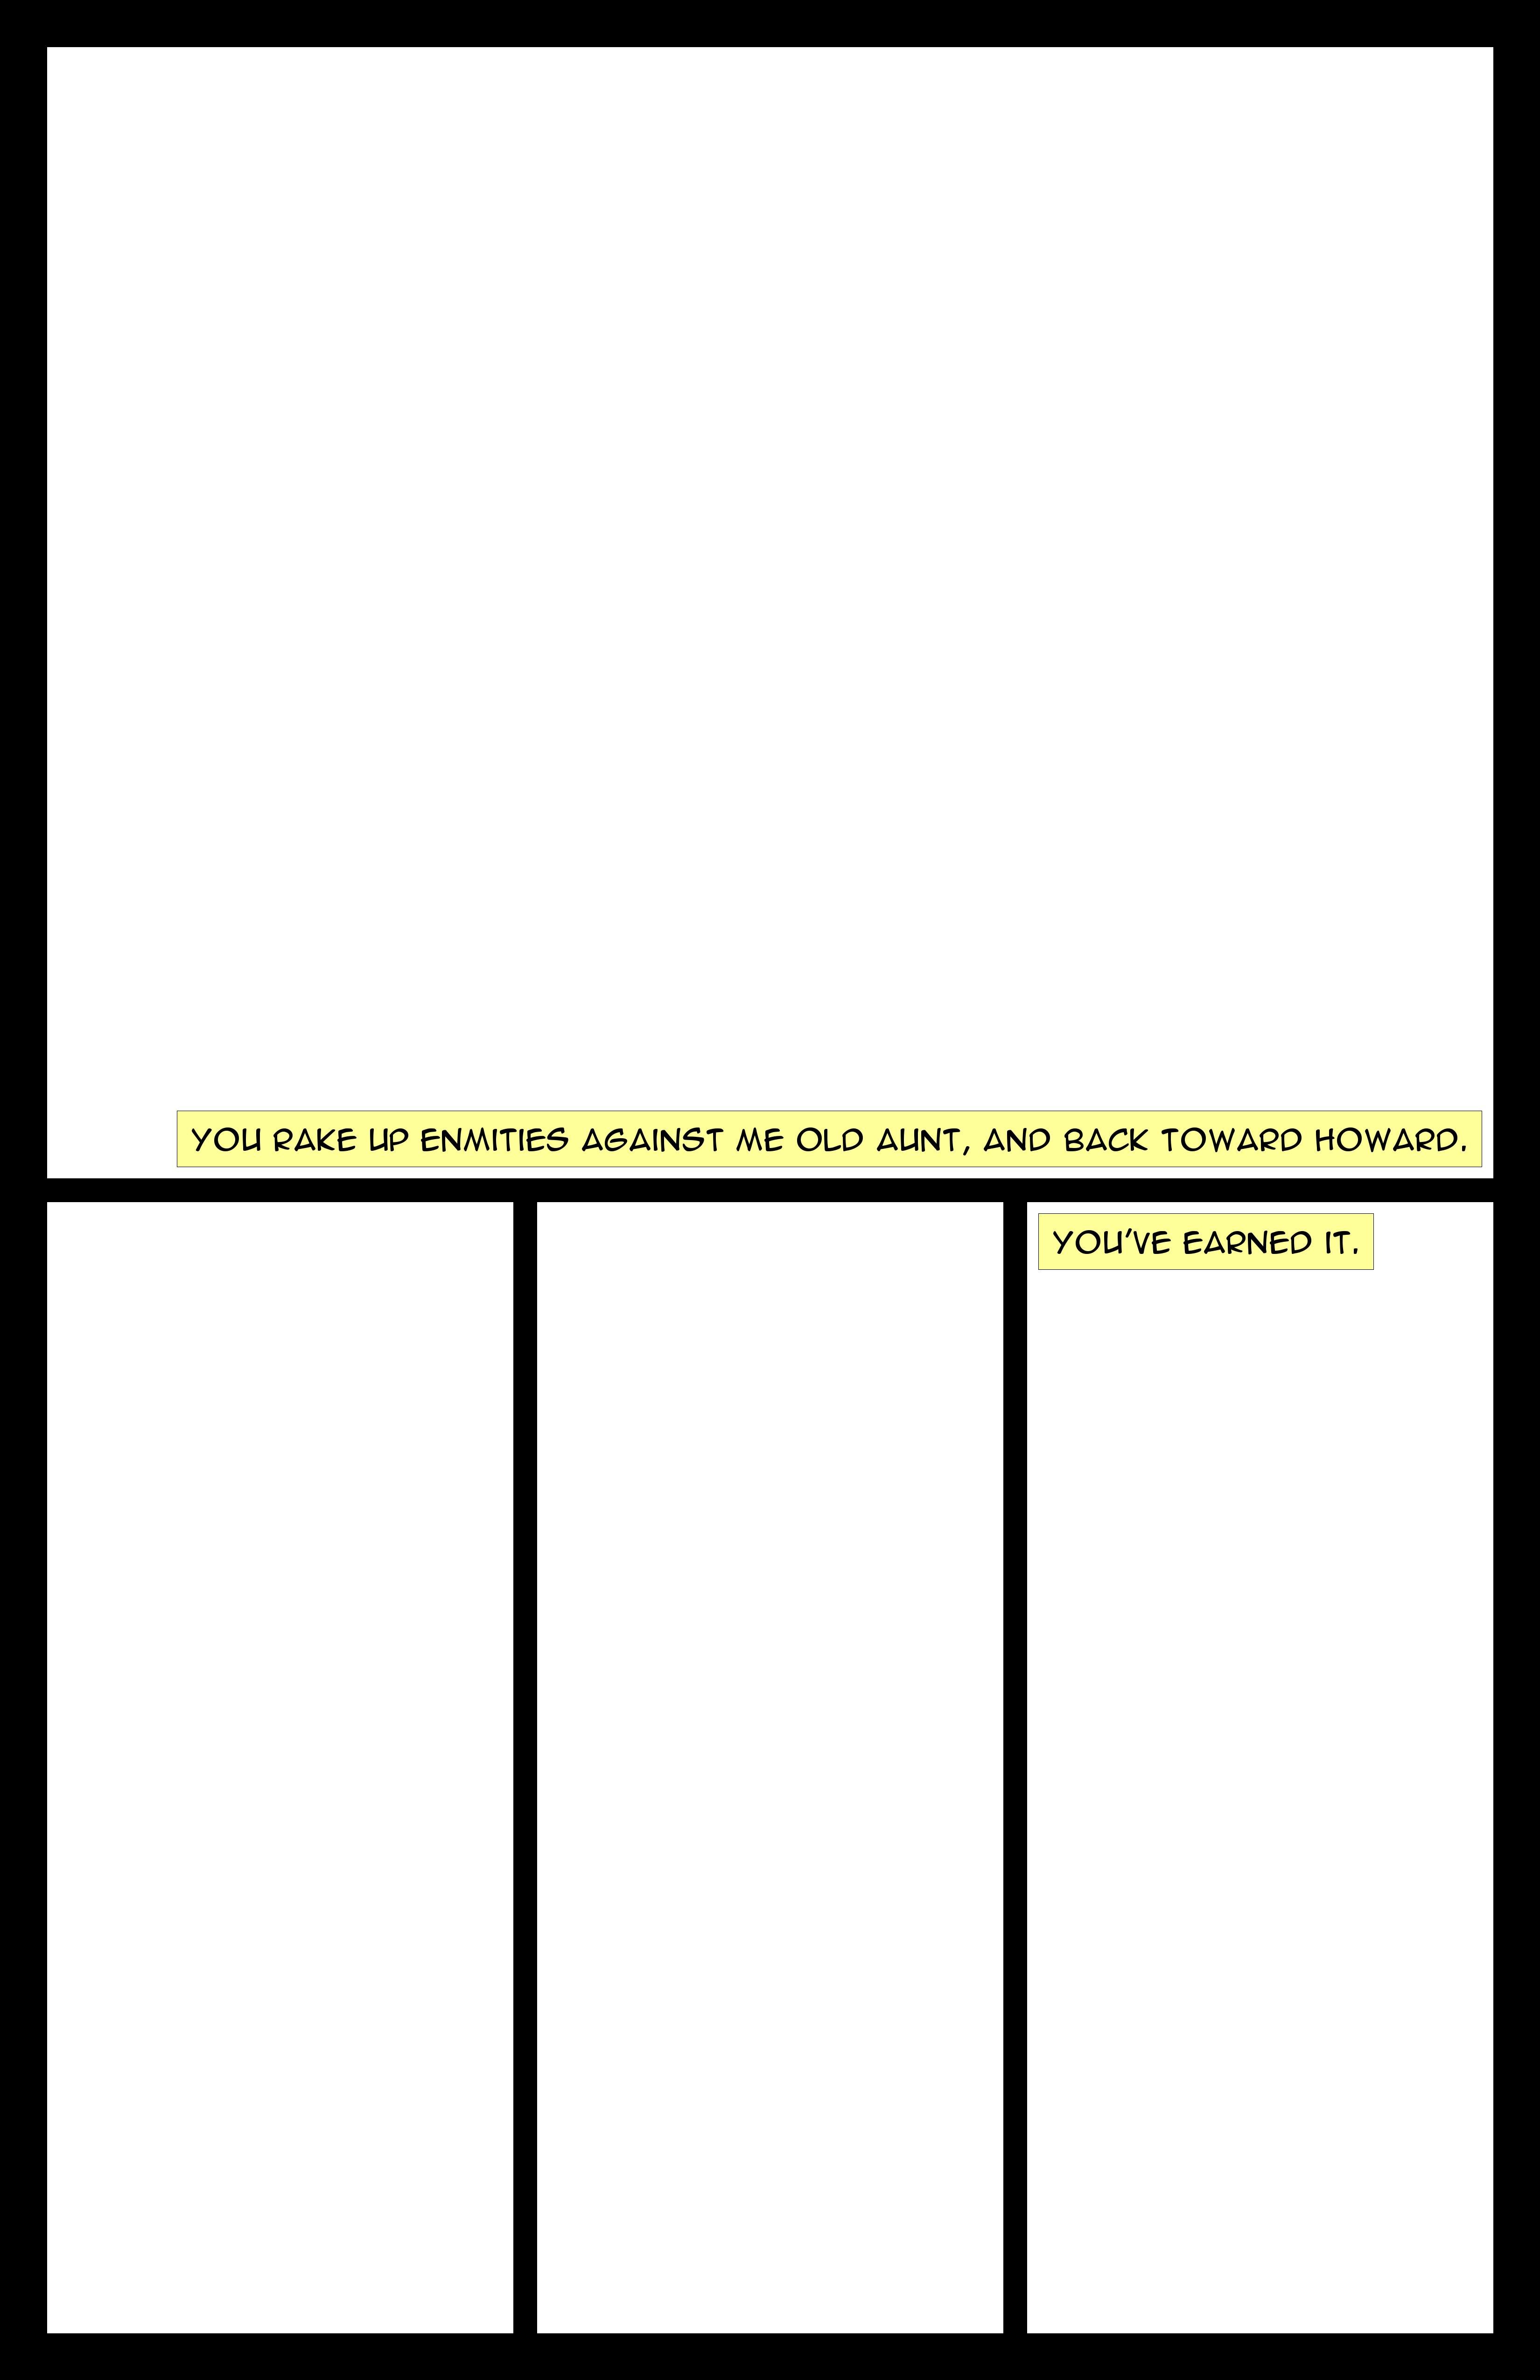 YOU RAKE UP ENMITIES AGAINST ME OLD AUNT, AND BACK TOWARD HOWARD.
YOU'VE EARNED IT.